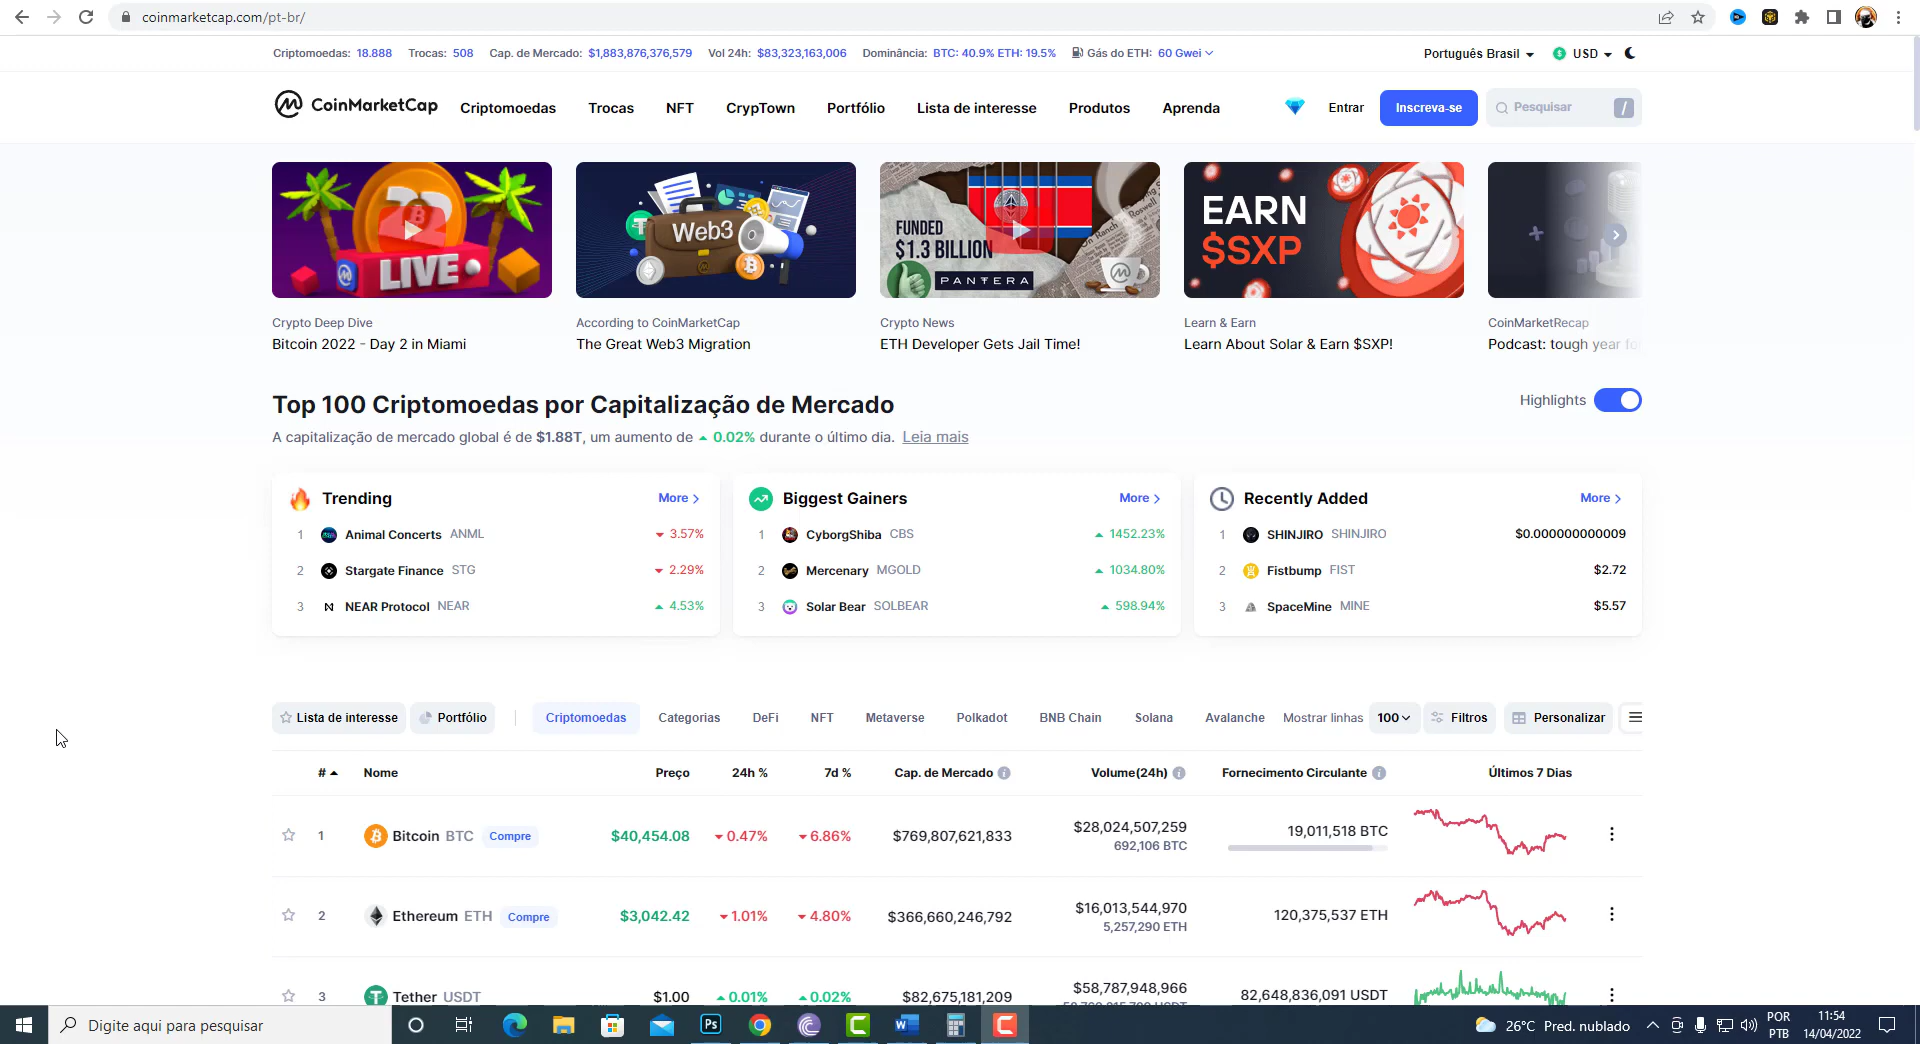 coinmarketcap.com/pt-br/
Criptomoedas: 18.888 Trocas: 508 Cap. de Mercado: $1,883,876,376,579 Vol 24h: $83,323,163,006 Dominância: BTC: 40.9% ETH: 19.5% Gás do ETH: 60 Gwei Português Brasil USD
CoinMarketCap Criptomoedas Trocas NFT CrypTown Portfólio Lista de interesse Produtos Aprenda Entrar Inscreva-se Pesquisar /
LIVE
Web3
FUNDED
$1.3 BILLION
PANTERA
EARN
$SXP
Crypto Deep Dive
Bitcoin 2022 - Day 2 in Miami
According to CoinMarketCap
The Great Web3 Migration
Crypto News
ETH Developer Gets Jail Time!
Learn & Earn
Learn About Solar & Earn $SXP!
CoinMarketRecap
Podcast: tough year fo
Top 100 Criptomoedas por Capitalização de Mercado
Highlights
A capitalização de mercado global é de $1.88T, um aumento de 0.02% durante o último dia. Leia mais
Trending More
1 Animal Concerts ANML 3.57%
2 Stargate Finance STG 2.29%
3 NEAR Protocol NEAR 4.53%
Biggest Gainers More
1 CyborgShiba CBS 1452.23%
2 Mercenary MGOLD 1034.80%
3 Solar Bear SOLBEAR 598.94%
Recently Added More
1 SHINJIRO SHINJIRO $0.000000000009
2 Fistbump FIST $2.72
3 SpaceMine MINE $5.57
Lista de interesse Portfólio Criptomoedas Categorias DeFi NFT Metaverse Polkadot BNB Chain Solana Avalanche Mostrar linhas 100 Filtros Personalizar
# Nome Preço 24h % 7d % Cap. de Mercado Volume(24h) Fornecimento Circulante Últimos 7 Dias
1 Bitcoin BTC Compre $40,454.08 0.47% 6.86% $769,807,621,833 $28,024,507,259 19,011,518 BTC
692,106 BTC
2 Ethereum ETH Compre $3,042.42 1.01% 4.80% $366,660,246,792 $16,013,544,970 120,375,537 ETH
5,257,290 ETH
3 Tether USDT $1.00 0.01% 0.02% $82,675,181,209 $58,787,948,966 82,648,836,091 USDT
Digite aqui para pesquisar
26°C Pred. nublado
POR
PTB
11:54
14/04/2022